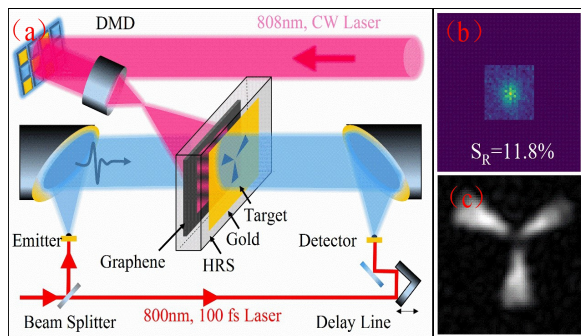 (a)
DMD
808nm, CW Laser
Emitter
Graphene
HRS
Gold
Target
Detector
Beam Splitter
800nm, 100 fs Laser
Delay Line
(b)
S_R=11.8%
(c)